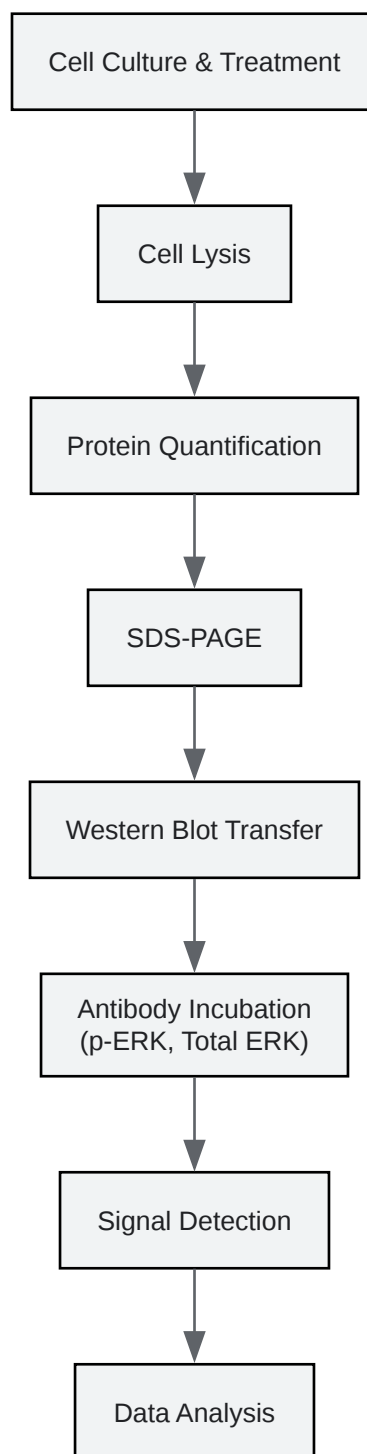 Cell Culture & Treatment
Cell Lysis
Protein Quantification
SDS-PAGE
Western Blot Transfer
Antibody Incubation
(p-ERK, Total ERK)
Signal Detection
Data Analysis